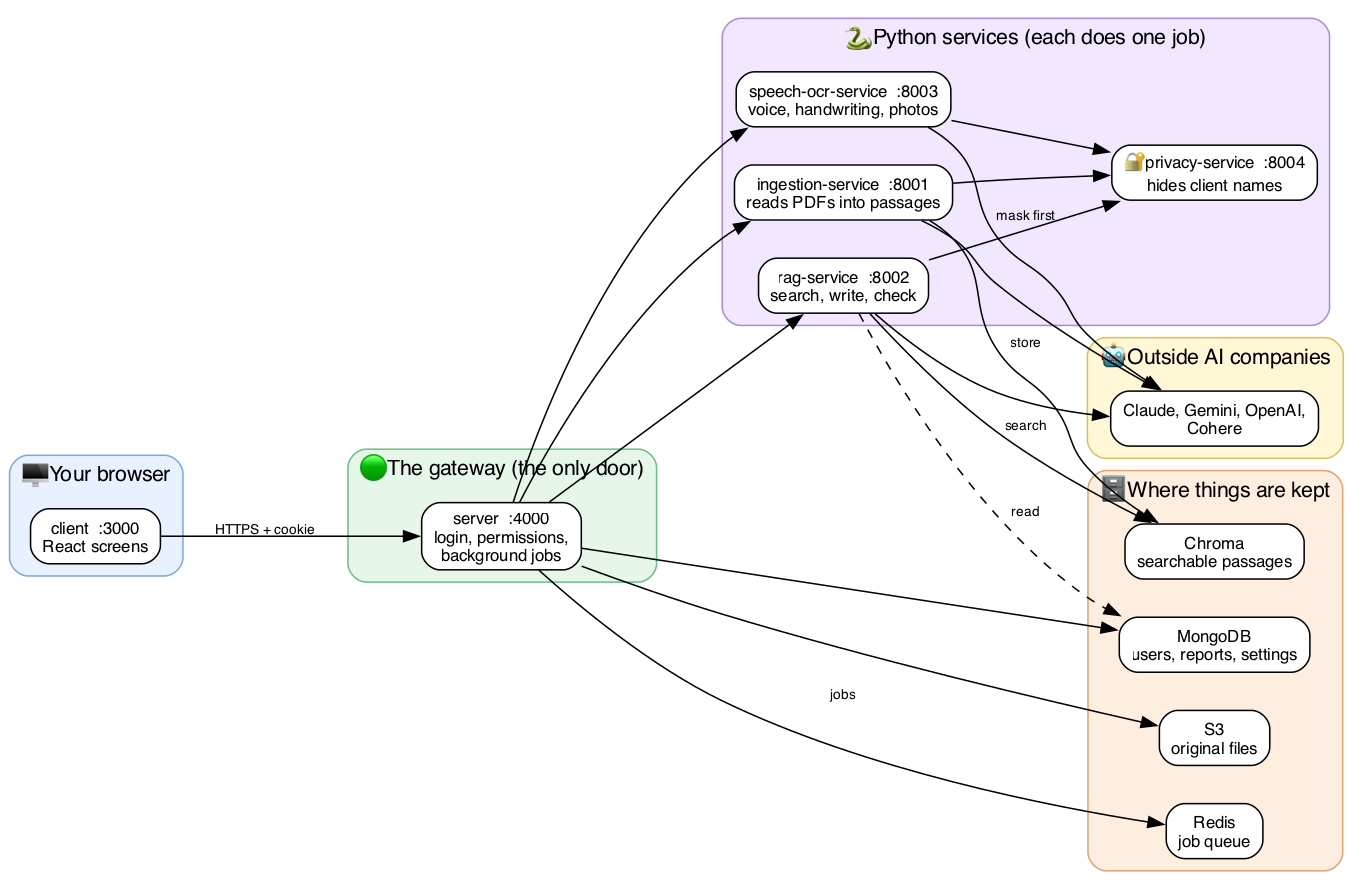 Python services (each does one job)
speech-ocr-service :8003
voice, handwriting, photos
privacy-service :8004
hides client names
ingestion-service :8001
reads PDFs into passages
mask first
rag-service :8002
search, write, check
store
Outside AI companies
Claude, Gemini, OpenAI,
Cohere
search
Your browser
client :3000
React screens
HTTPS + cookie
The gateway (the only door)
server :4000
login, permissions,
background jobs
read
Where things are kept
Chroma
searchable passages
MongoDB
users, reports, settings
jobs
S3
original files
Redis
job queue